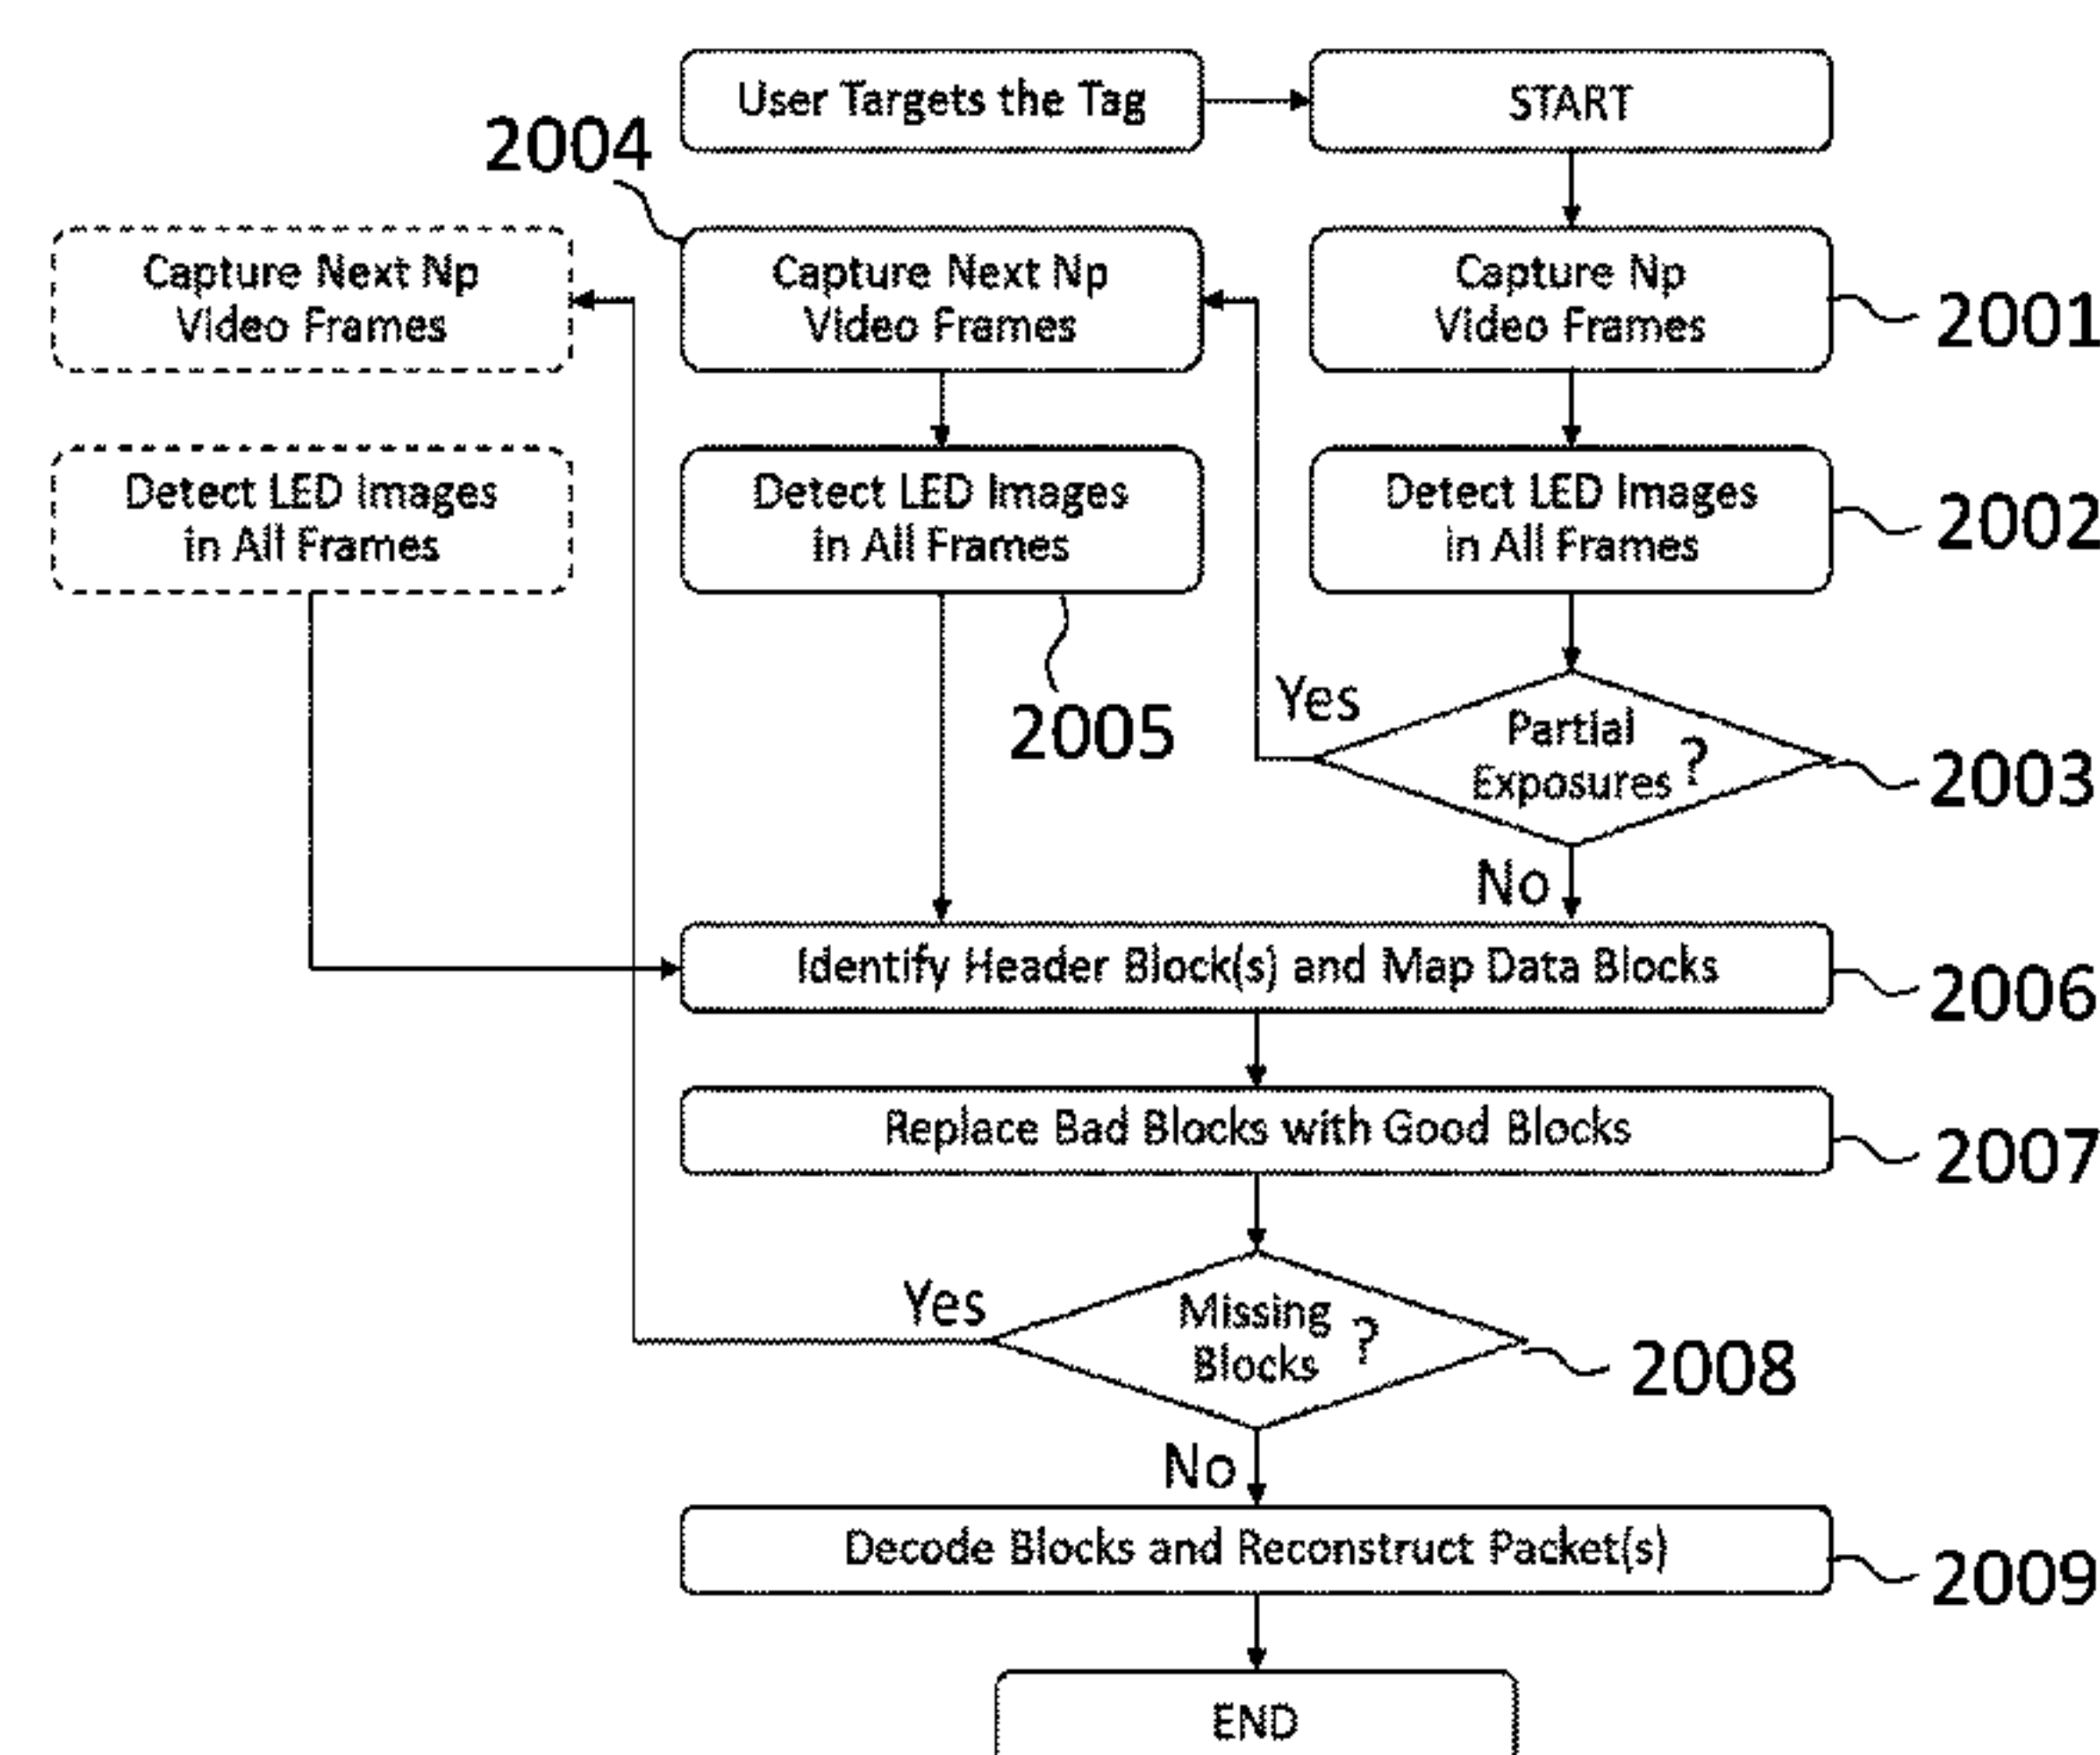 User Targets the Tag
START
2004
Capture Next Np
Video Frames
Capture Next Np
Video Frames
Capture Np
Video Frames
2001
Detect LED Images
in All Frames
Detect LED Images
in All Frames
Detect LED Images
in All Frames
2002
Yes
2005
Partial
Exposures ?
2003
No
Identify Header Block(s) and Map Data Blocks
2006
Replace Bad Blocks with Good Blocks
2007
Yes
Missing
Blocks ?
2008
No
Decode Blocks and Reconstruct Packet(s)
2009
END